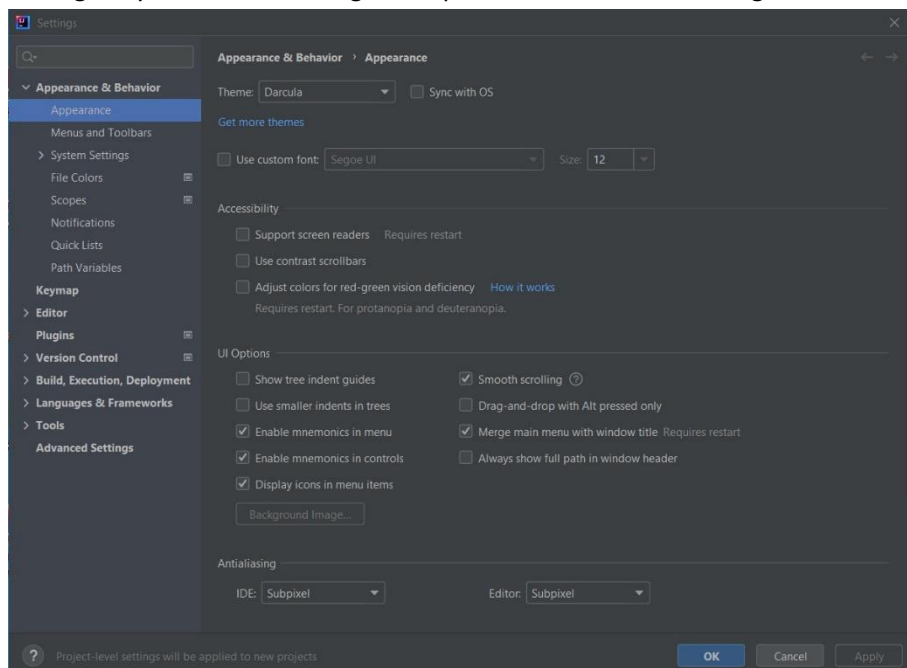 Settings
Appearance & Behavior
Appearance
Menus and Toolbars
System Settings
File Colors
Scopes
Notifications
Quick Lists
Path Variables
Keymap
Editor
Plugins
Version Control
Build, Execution, Deployment
Languages & Frameworks
Tools
Advanced Settings
Appearance & Behavior › Appearance
Theme: Darcula Sync with OS
Get more themes
Use custom font: Segoe UI Size: 12
Accessibility
Support screen readers Requires restart
Use contrast scrollbars
Adjust colors for red-green vision deficiency How it works
Requires restart. For protanopia and deuteranopia.
UI Options
Show tree indent guides Smooth scrolling ?
Use smaller indents in trees Drag-and-drop with Alt pressed only
Enable mnemonics in menu Merge main menu with window title Requires restart
Enable mnemonics in controls Always show full path in window header
Display icons in menu items
Background Image...
Antialiasing
IDE: Subpixel Editor: Subpixel
? Project-level settings will be applied to new projects
OK Cancel Apply